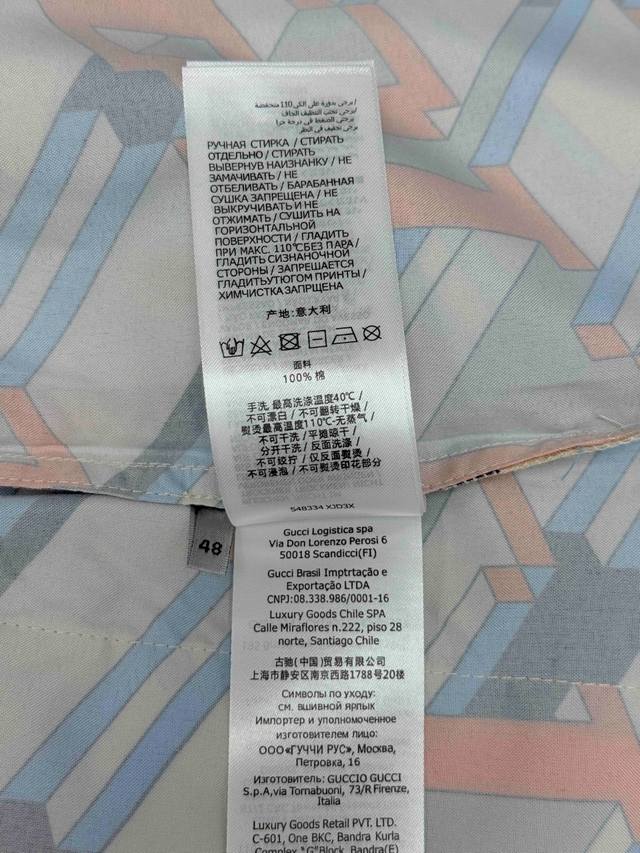 РУЧНАЯ СТИРКА / СТИРАТЬ
ОТДЕЛЬНО / СТИРАТЬ
ВЫВЕРНУВ НАИЗНАНКУ / НЕ
ЗАМАЧИВАТЬ / НЕ
ОТБЕЛИВАТЬ / БАРАБАННАЯ
СУШКА ЗАПРЕЩЕНА / НЕ
ВЫКРУЧИВАТЬ И НЕ
ОТЖИМАТЬ / СУШИТЬ НА
ГОРИЗОНТАЛЬНОЙ
ПОВЕРХНОСТИ / ГЛАДИТЬ
ПРИ МАКС. 110°CБЕЗ ПАРА /
ГЛАДИТЬ СИЗНАНОЧНОЙ
СТОРОНЫ / ЗАПРЕШАЕТСЯ
ГЛАДИТЬУТЮГОМ ПРИНТЫ /
ХИМЧИСТКА ЗАПРЩЕНА
产地:意大利
面料
100% 棉
手洗 最高洗涤温度40℃ /
不可漂白 / 不可翻转干燥 /
熨烫最高温度110℃-无蒸气 /
不可干洗 / 平摊晾干 /
分开干洗 / 反面洗涤 /
不可绞拧 / 仅反面熨烫 /
不可浸泡 / 不可熨烫印花部分
548334 XJD3X
48
Gucci Logistica spa
Via Don Lorenzo Perosi 6
50018 Scandicci(FI)
Gucci Brasil Imptrtação e
Exportação LTDA
CNPJ:08.338.986/0001-16
Luxury Goods Chile SPA
Calle Miraflores n.222, piso 28
norte, Santiago Chile
古驰(中国)贸易有限公司
上海市静安区南京西路1788号20楼
Символы по уходу:
см. вшивной ярлык
Импортер и уполномоченное
изготовителем лицо:
ООО«ГУЧЧИ РУС», Москва,
Петровка, 16
Изготовитель: GUCCIO GUCCI
S.p.A,via Tornabuoni, 73/R Firenze,
Italia
Luxury Goods Retail PVT. LTD.
C-601, One BKC, Bandra Kurla
Complex "G"Block, Bandra(E)